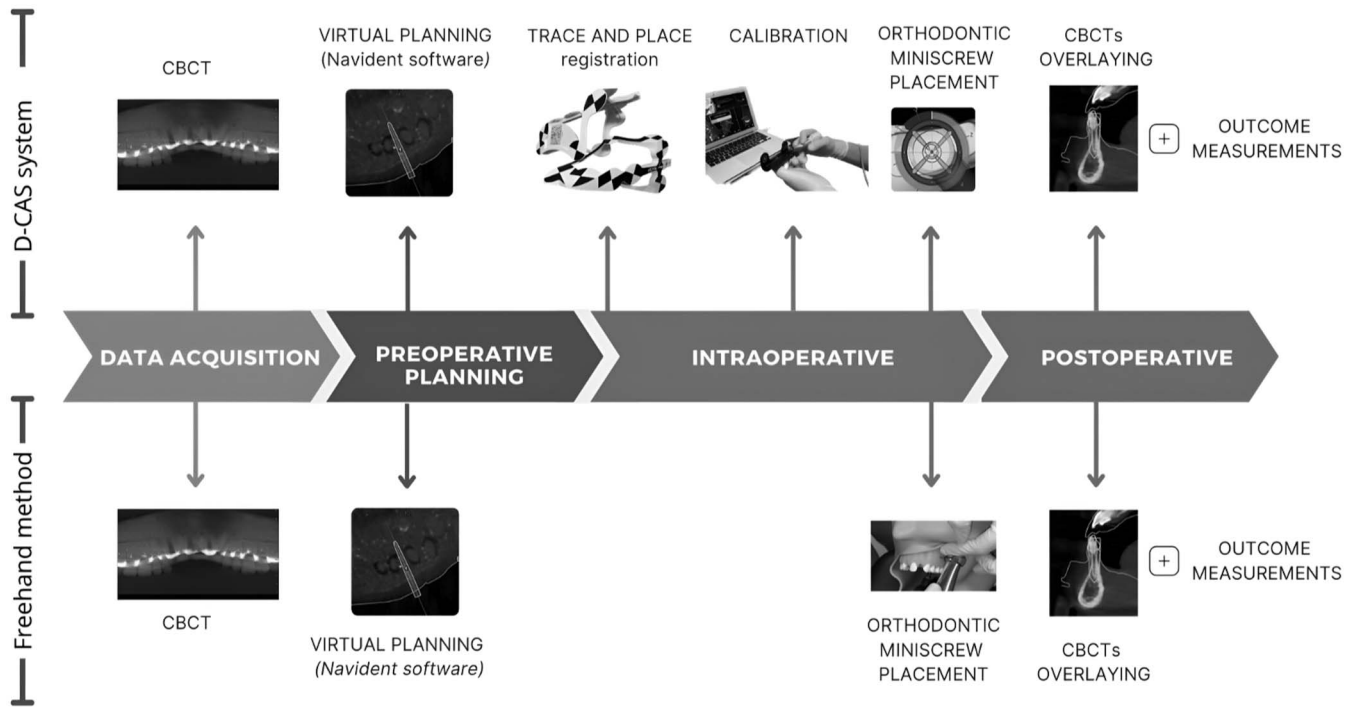 CBCT
VIRTUAL PLANNING
(Navident software)
TRACE AND PLACE
registration
CALIBRATION
ORTHODONTIC
MINISCREW
PLACEMENT
CBCTs
OVERLAYING
+
OUTCOME
MEASUREMENTS
D-CAS system
DATA ACQUISITION
PREOPERATIVE
PLANNING
INTRAOPERATIVE
POSTOPERATIVE
Freehand method
CBCT
VIRTUAL PLANNING
(Navident software)
ORTHODONTIC
MINISCREW
PLACEMENT
CBCTs
OVERLAYING
+
OUTCOME
MEASUREMENTS